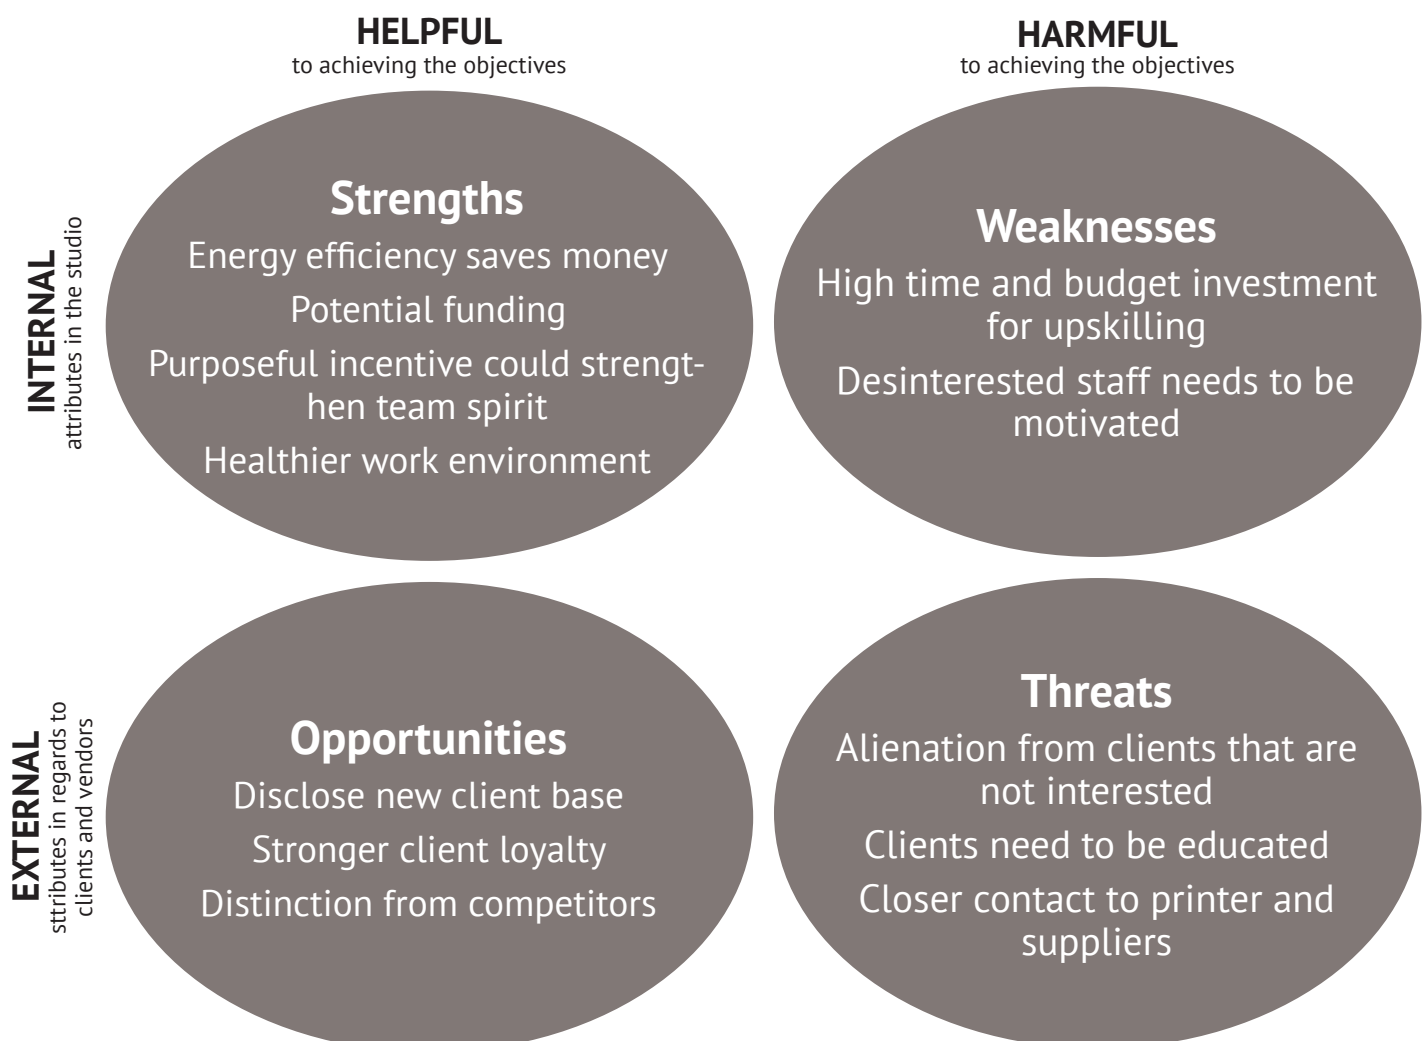 HELPFUL
to achieving the objectives
HARMFUL
to achieving the objectives
INTERNAL
attributes in the studio
Strengths
Energy efficiency saves money
Potential funding
Purposeful incentive could strengt-
hen team spirit
Healthier work environment
Weaknesses
High time and budget investment
for upskilling
Desinterested staff needs to be
motivated
EXTERNAL
sttributes in regards to
clients and vendors
Opportunities
Disclose new client base
Stronger client loyalty
Distinction from competitors
Threats
Alienation from clients that are
not interested
Clients need to be educated
Closer contact to printer and
suppliers